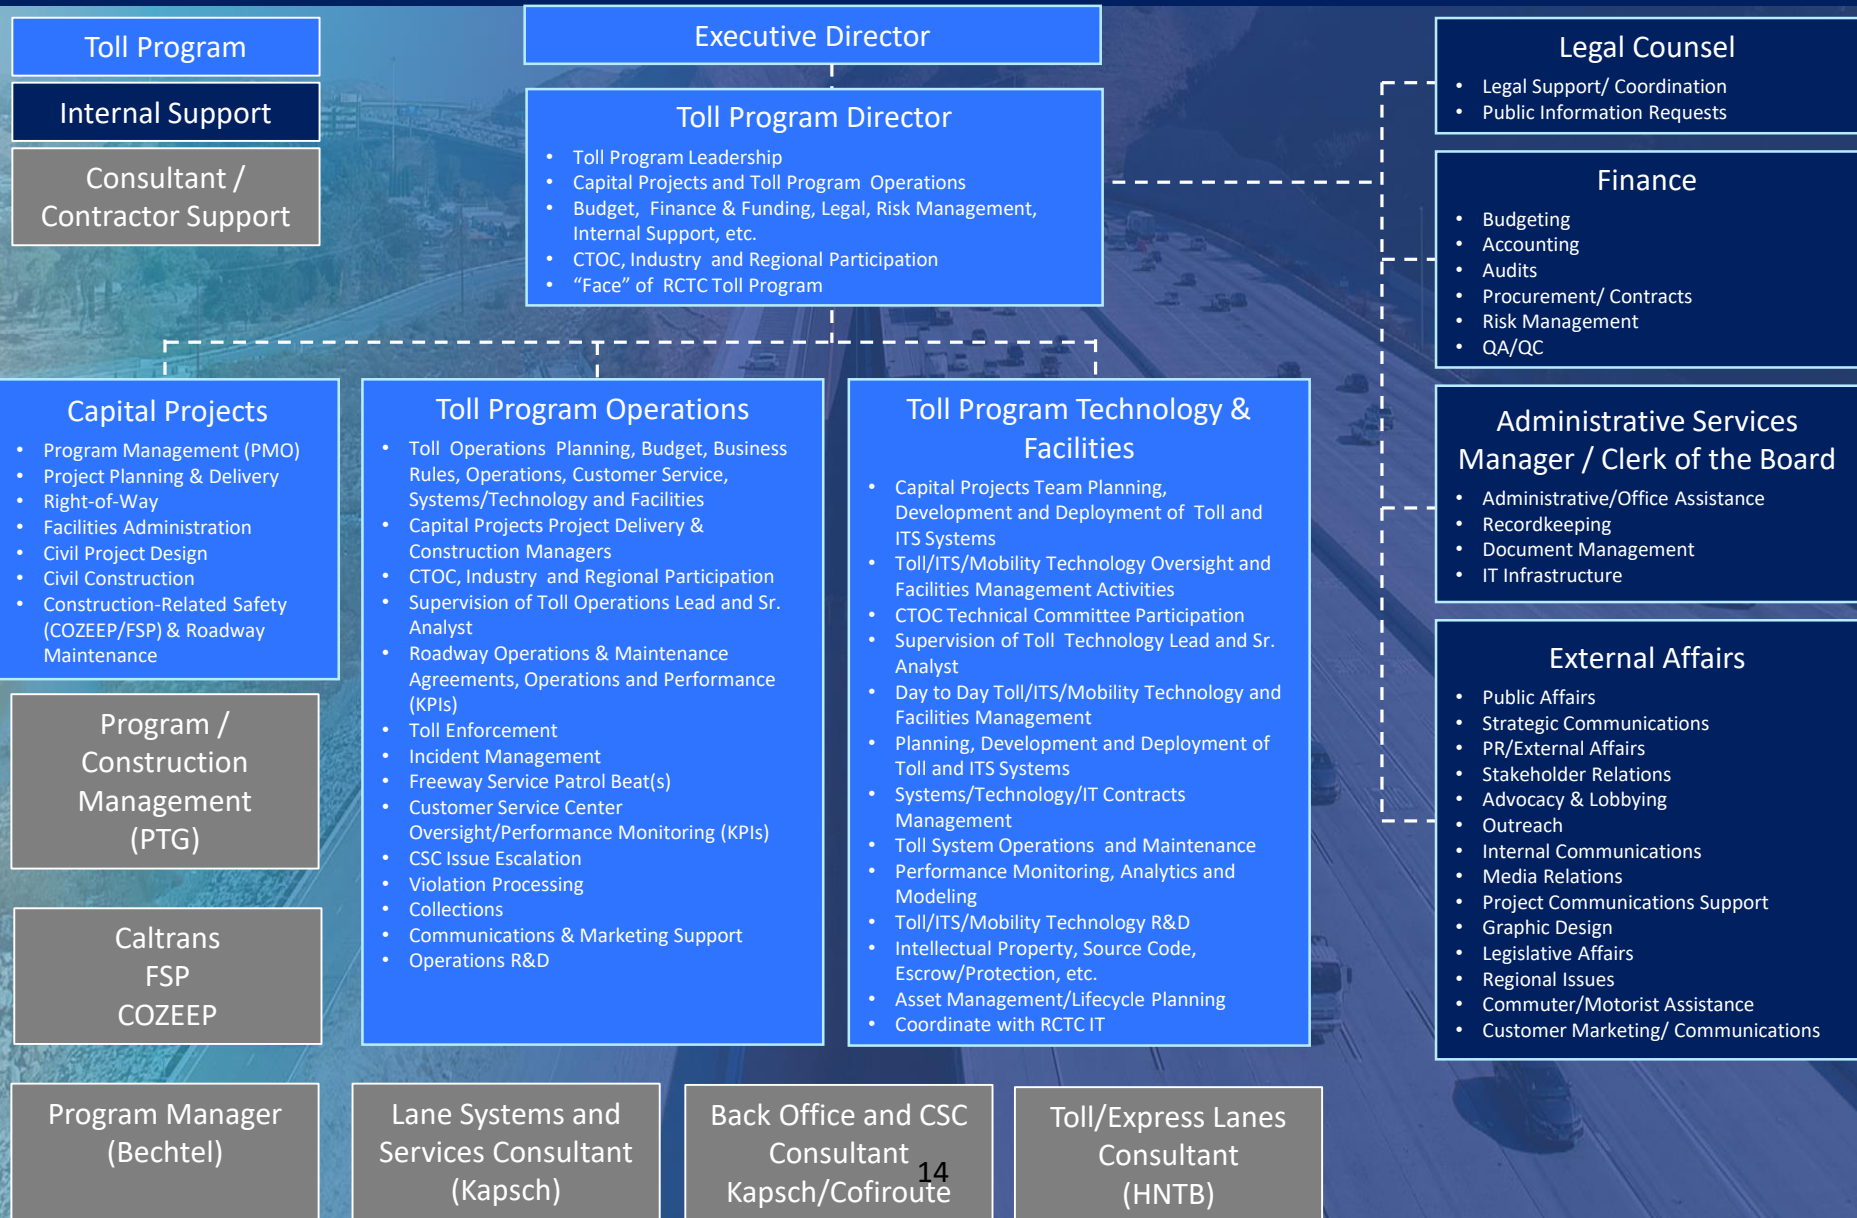 Toll Program
Internal Support
Consultant /
Contractor Support
Executive Director
Toll Program Director
• Toll Program Leadership
• Capital Projects and Toll Program Operations
• Budget, Finance & Funding, Legal, Risk Management,
Internal Support, etc.
• CTOC, Industry and Regional Participation
• “Face” of RCTC Toll Program
Legal Counsel
• Legal Support/ Coordination
• Public Information Requests
Finance
• Budgeting
• Accounting
• Audits
• Procurement/ Contracts
• Risk Management
• QA/QC
Administrative Services
Manager / Clerk of the Board
• Administrative/Office Assistance
• Recordkeeping
• Document Management
• IT Infrastructure
External Affairs
• Public Affairs
• Strategic Communications
• PR/External Affairs
• Stakeholder Relations
• Advocacy & Lobbying
• Outreach
• Internal Communications
• Media Relations
• Project Communications Support
• Graphic Design
• Legislative Affairs
• Regional Issues
• Commuter/Motorist Assistance
• Customer Marketing/ Communications
Capital Projects
• Program Management (PMO)
• Project Planning & Delivery
• Right-of-Way
• Facilities Administration
• Civil Project Design
• Civil Construction
• Construction-Related Safety
(COZEEP/FSP) & Roadway
Maintenance
Toll Program Operations
• Toll Operations Planning, Budget, Business
Rules, Operations, Customer Service,
Systems/Technology and Facilities
• Capital Projects Project Delivery &
Construction Managers
• CTOC, Industry and Regional Participation
• Supervision of Toll Operations Lead and Sr.
Analyst
• Roadway Operations & Maintenance
Agreements, Operations and Performance
(KPIs)
• Toll Enforcement
• Incident Management
• Freeway Service Patrol Beat(s)
• Customer Service Center
Oversight/Performance Monitoring (KPIs)
• CSC Issue Escalation
• Violation Processing
• Collections
• Communications & Marketing Support
• Operations R&D
Toll Program Technology &
Facilities
• Capital Projects Team Planning,
Development and Deployment of Toll and
ITS Systems
• Toll/ITS/Mobility Technology Oversight and
Facilities Management Activities
• CTOC Technical Committee Participation
• Supervision of Toll Technology Lead and Sr.
Analyst
• Day to Day Toll/ITS/Mobility Technology and
Facilities Management
• Planning, Development and Deployment of
Toll and ITS Systems
• Systems/Technology/IT Contracts
Management
• Toll System Operations and Maintenance
• Performance Monitoring, Analytics and
Modeling
• Toll/ITS/Mobility Technology R&D
• Intellectual Property, Source Code,
Escrow/Protection, etc.
• Asset Management/Lifecycle Planning
• Coordinate with RCTC IT
Program /
Construction
Management
(PTG)
Caltrans
FSP
COZEEP
Program Manager
(Bechtel)
Lane Systems and
Services Consultant
(Kapsch)
Back Office and CSC
Consultant
Kapsch/Cofiroute
14
Toll/Express Lanes
Consultant
(HNTB)